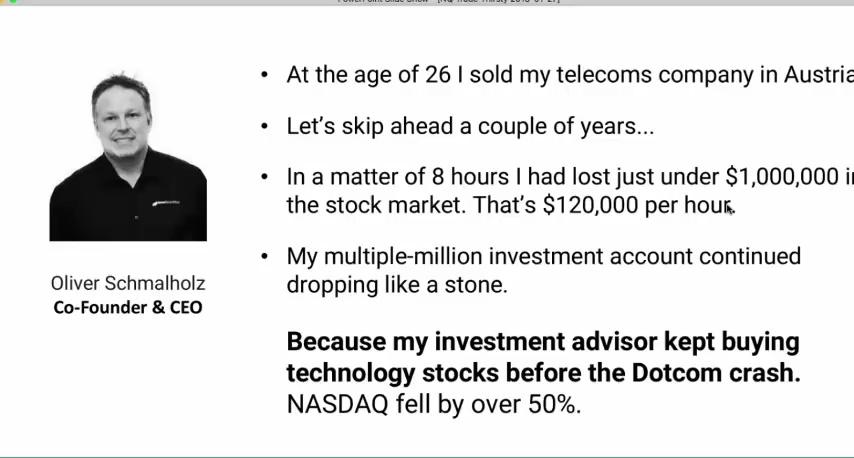 At the age of 26 I sold my telecoms company in Austria
Let's skip ahead a couple of years...
In a matter of 8 hours I had lost just under $1,000,000 in
the stock market. That's $120,000 per hour.
My multiple-million investment account continued
dropping like a stone.
Oliver Schmalholz
Co-Founder & CEO
Because my investment advisor kept buying
technology stocks before the Dotcom crash.
NASDAQ fell by over 50%.